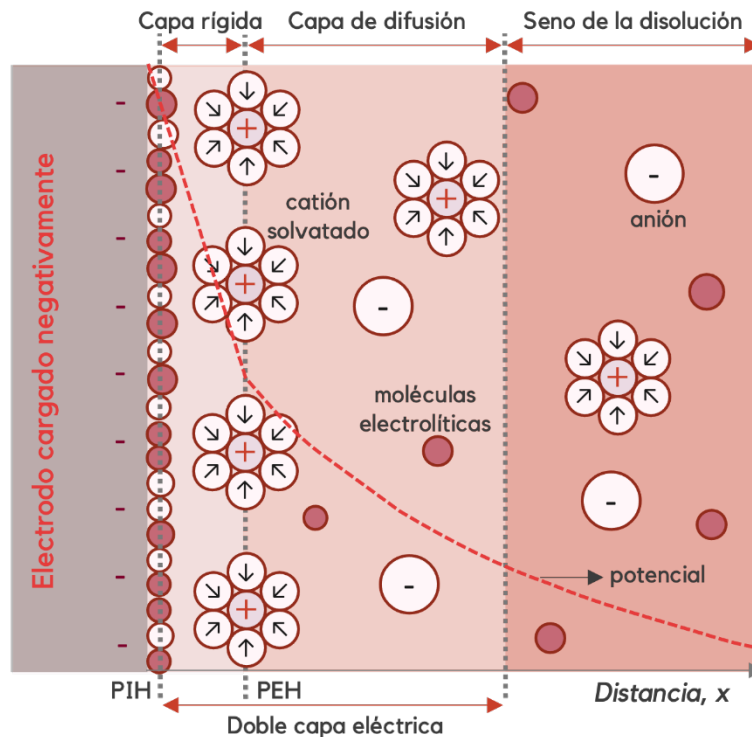 Capa rígida
Capa de difusión
Seno de la disolución
Electrodo cargado negativamente
catión
solvatado
anión
moléculas
electrolíticas
potencial
PIH
PEH
Distancia, x
Doble capa eléctrica